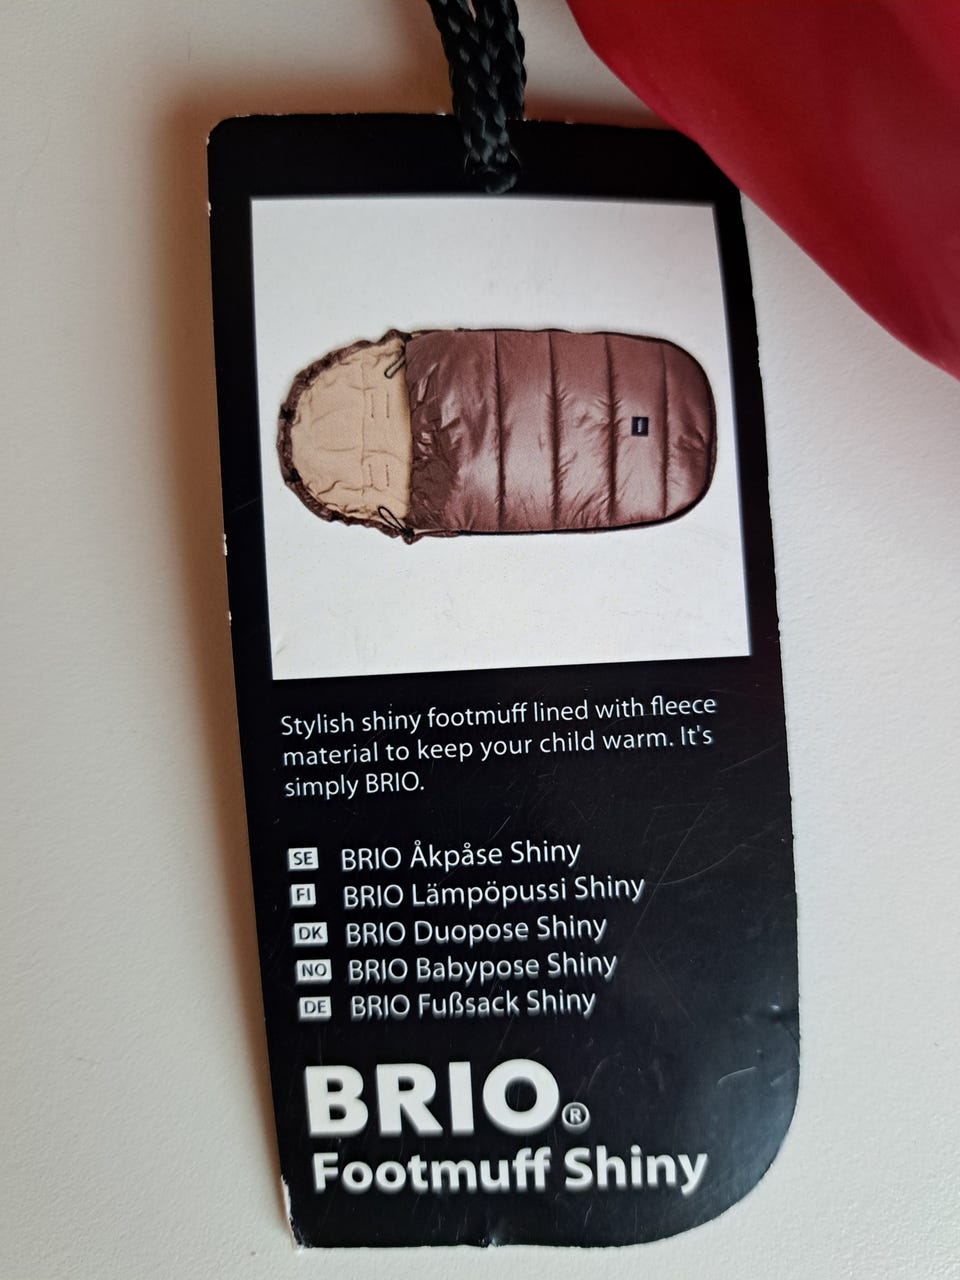 Stylish shiny footmuff lined with fleece
material to keep your child warm. It's
simply BRIO.
SE BRIO Åkpåse Shiny
FI BRIO Lämpöpussi Shiny
DK BRIO Duopose Shiny
NO BRIO Babypose Shiny
DE BRIO Fußsack Shiny
BRIO®
Footmuff Shiny